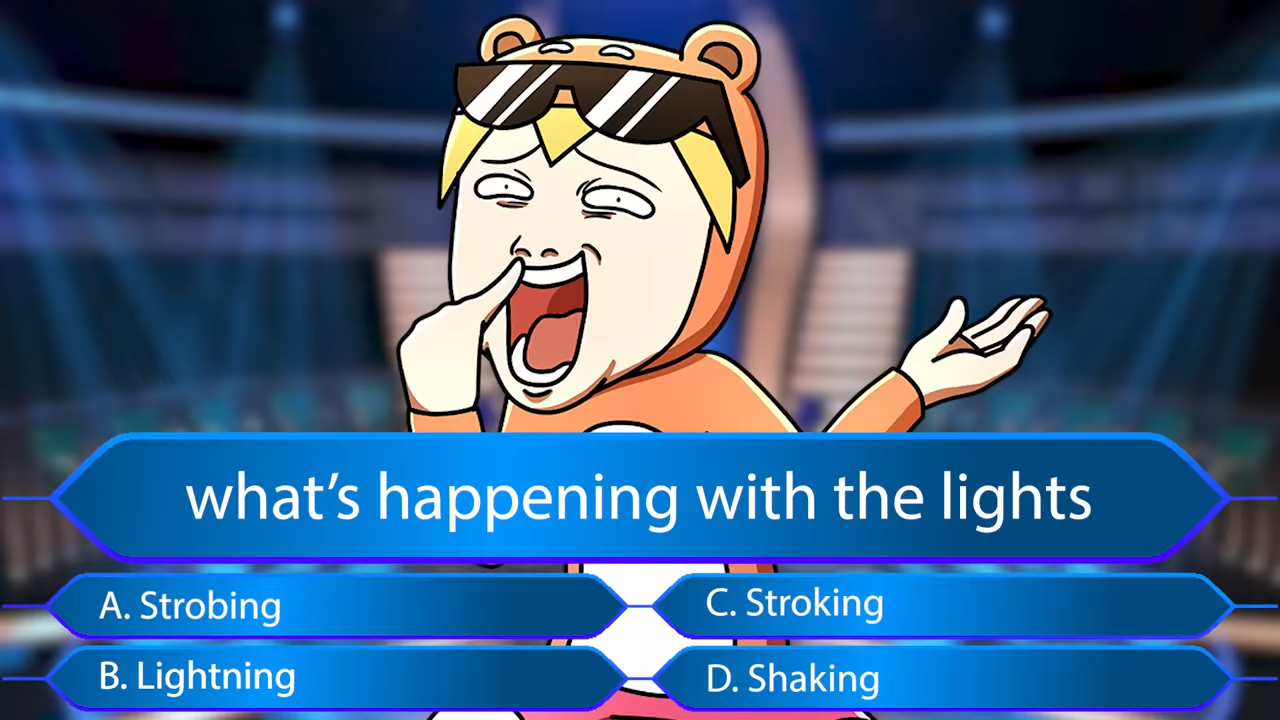 what's happening with the lights
A. Strobing
C. Stroking
B. Lightning
D. Shaking